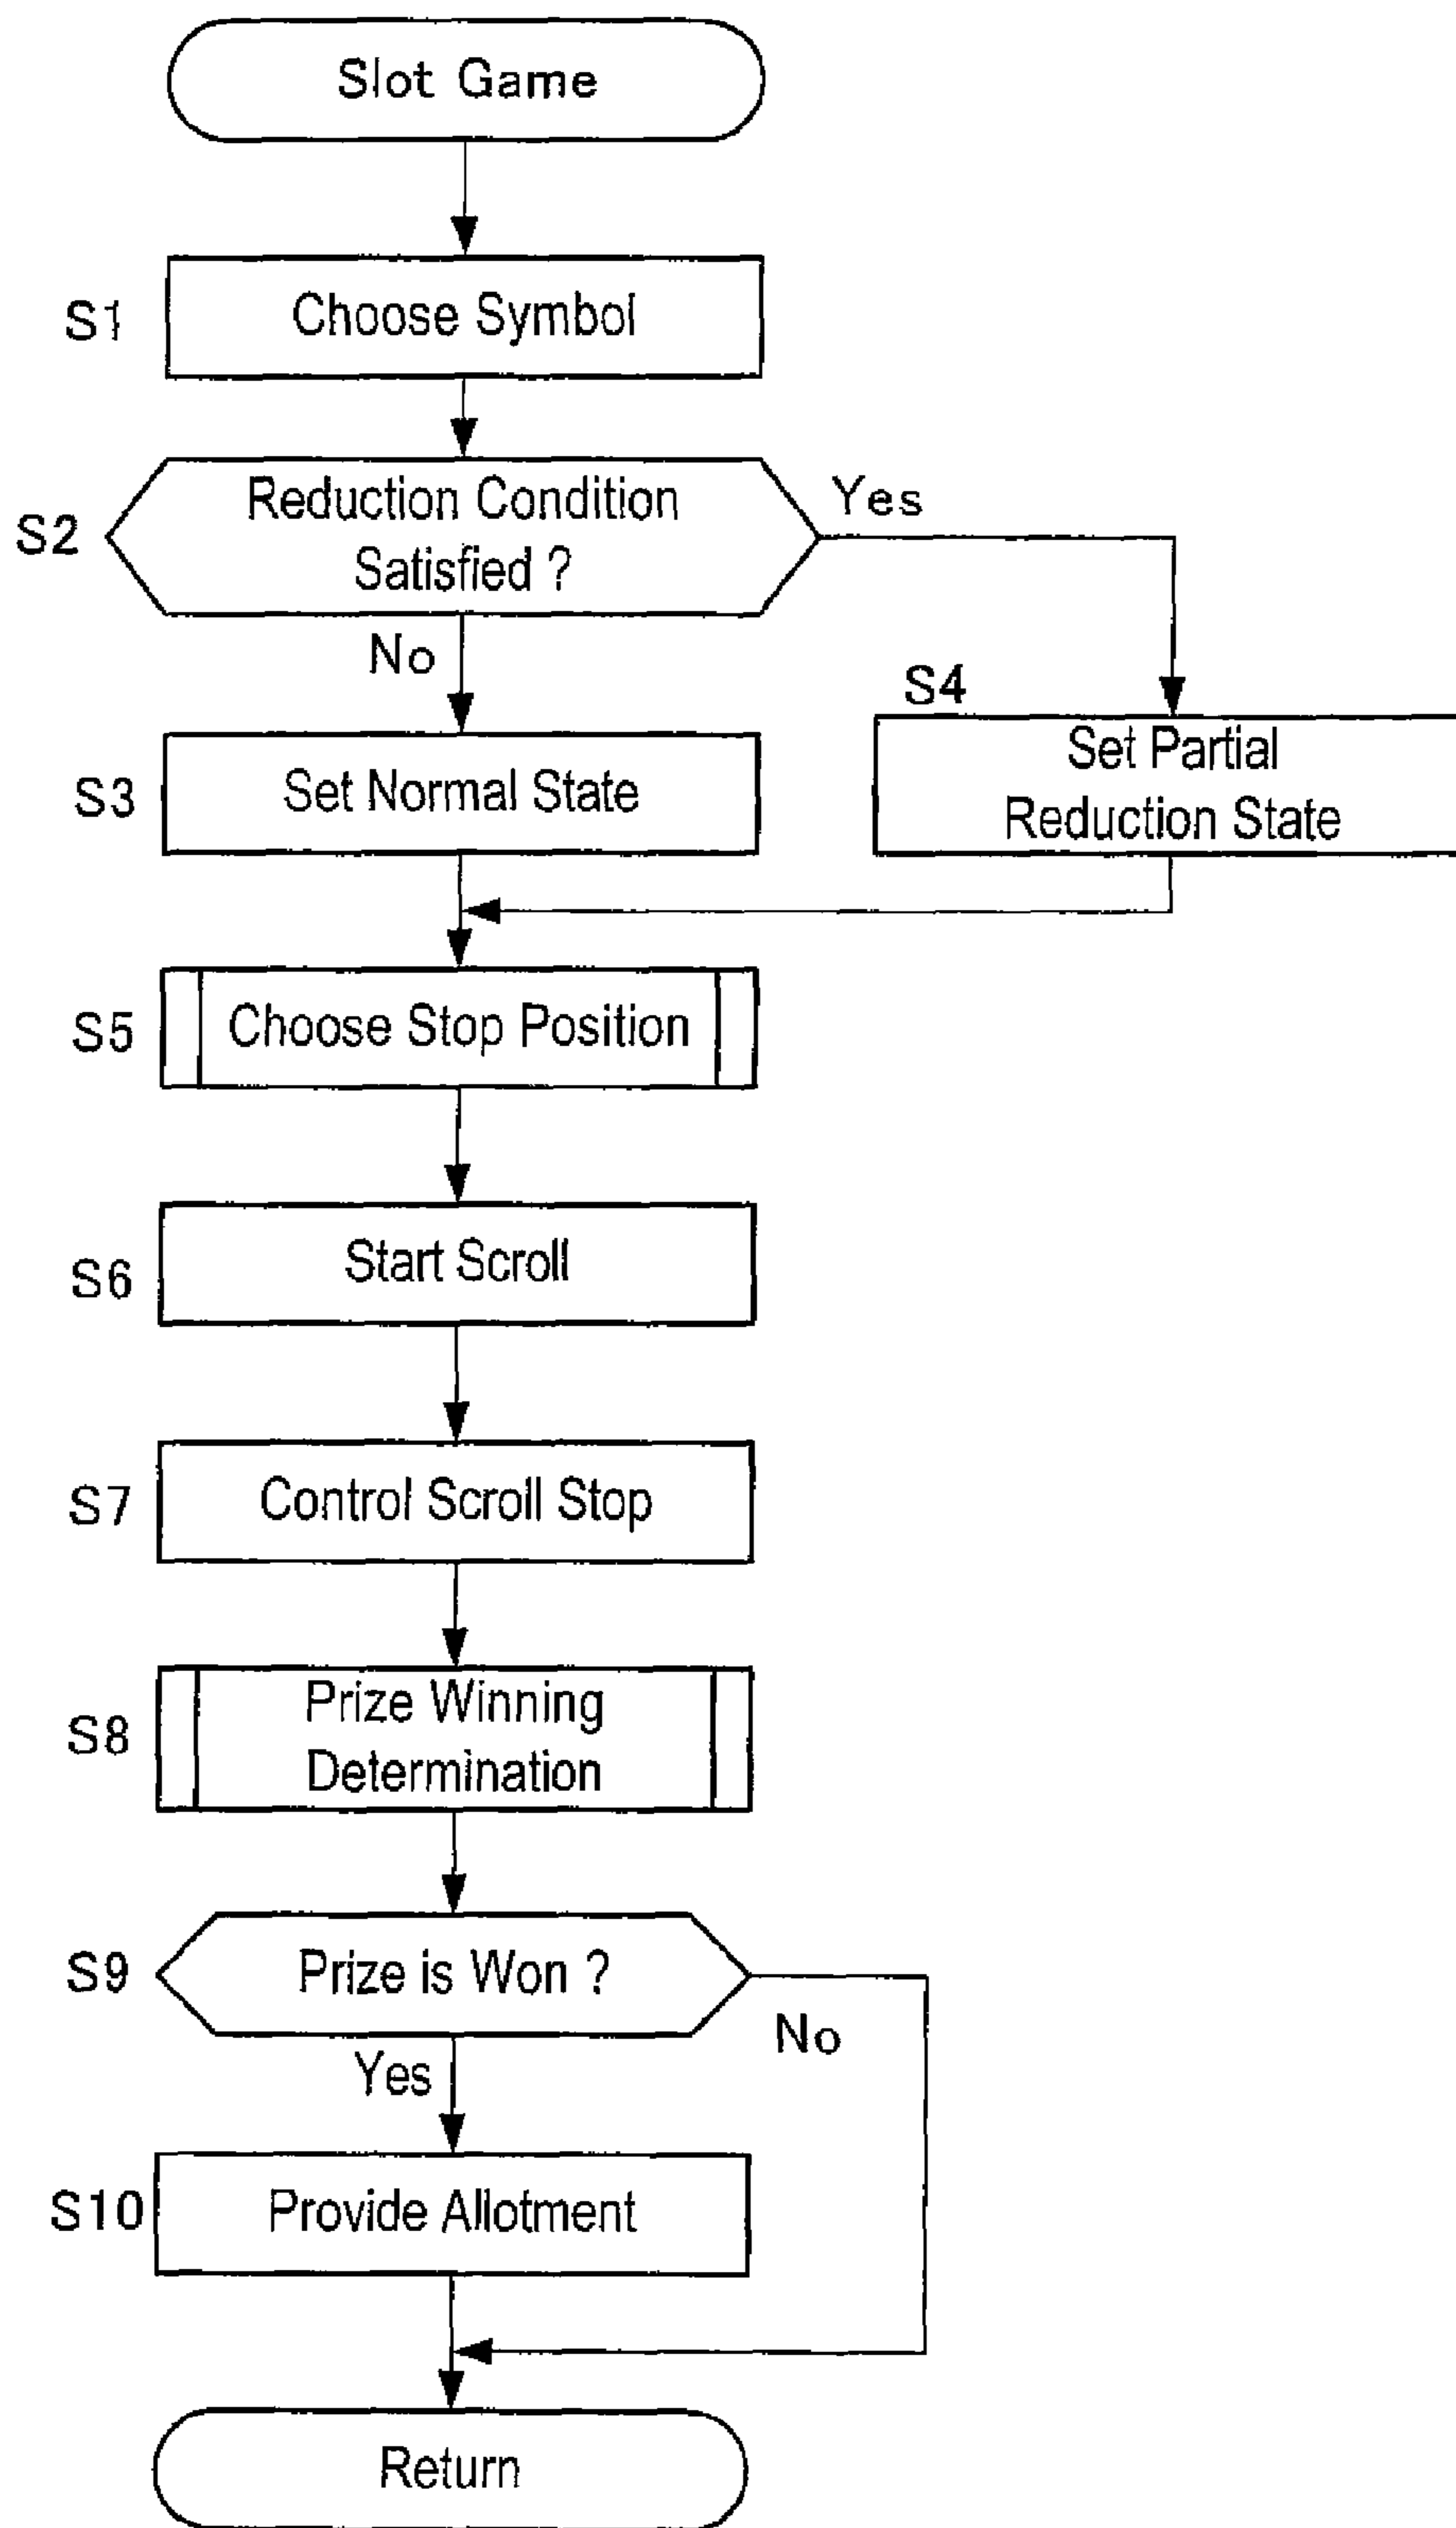 Slot Game
S1
Choose Symbol
S2
Reduction Condition
Satisfied ?
Yes
No
S3
Set Normal State
S4
Set Partial
Reduction State
S5
Choose Stop Position
S6
Start Scroll
S7
Control Scroll Stop
S8
Prize Winning
Determination
S9
Prize is Won ?
No
Yes
S10
Provide Allotment
Return